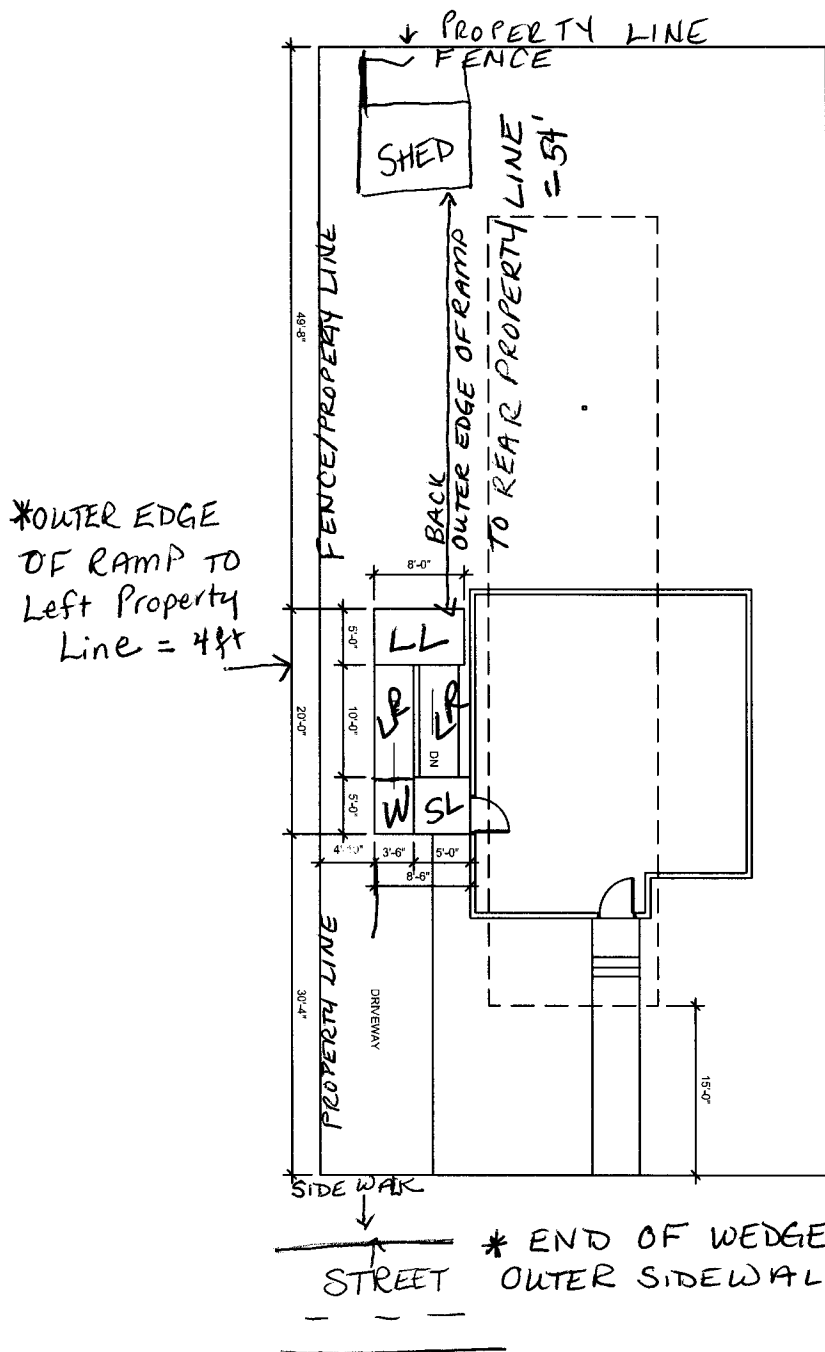 PROPERTY LINE
FENCE
SHED
BACK
OUTER EDGE OF RAMP
TO REAR PROPERTY LINE
= 54'
49'-8"
FENCE/PROPERTY LINE
*OUTER EDGE
OF RAMP TO
Left Property
Line = 4ft
8'-0"
5'-0"
LL
20'-0"
10'-0"
LR
LR
DN
5'-0"
W
SL
3'-6"
5'-0"
8'-6"
PROPERTY LINE
30'-4"
DRIVEWAY
15'-0"
SIDEWALK
STREET
* END OF WEDGE
OUTER SIDEWAL